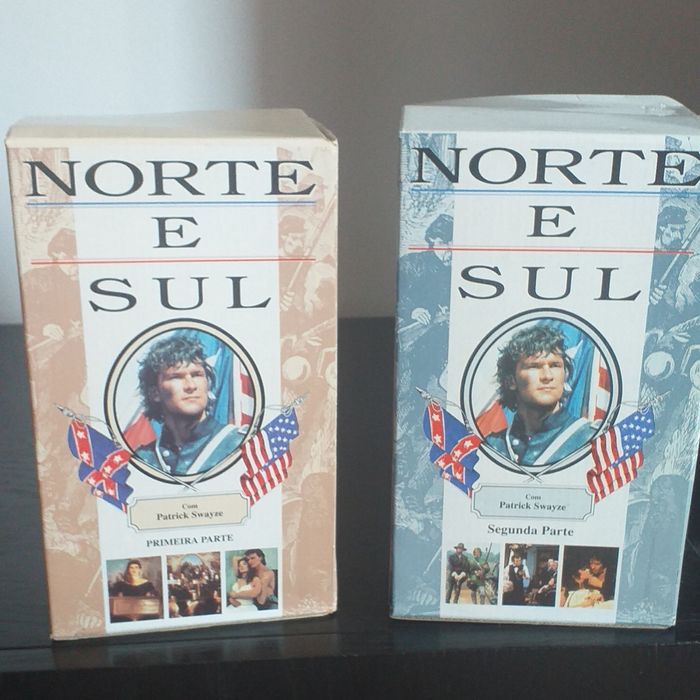 NORTE
E
SUL
Com
Patrick Swayze
PRIMEIRA PARTE
NORTE
E
SUL
Com
Patrick Swayze
Segunda Parte